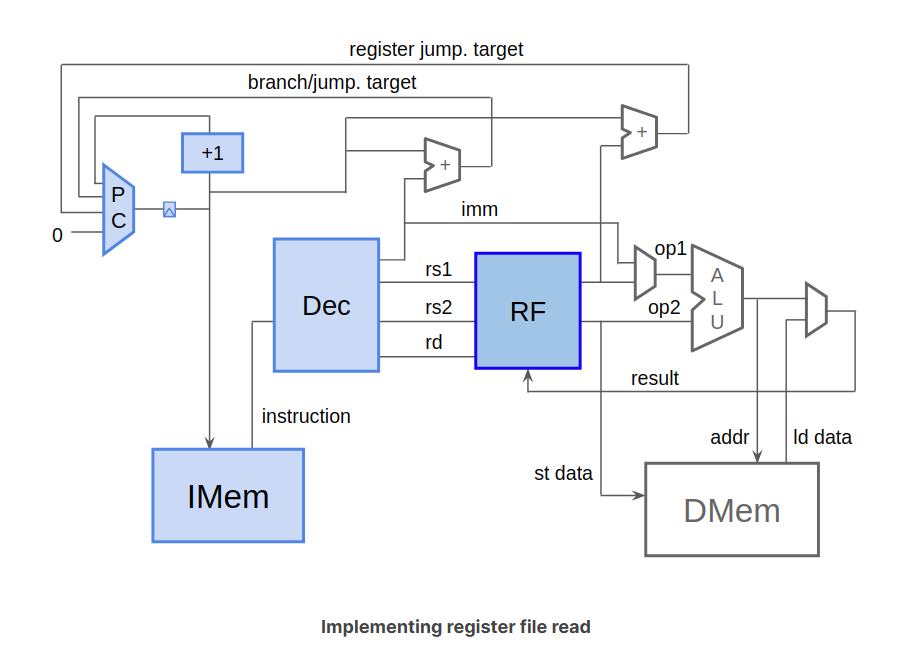 register jump. target
branch/jump. target
+1
+
+
P
C
0
imm
op1
rs1
Dec
rs2
RF
op2
A
L
U
rd
result
instruction
addr
ld data
st data
IMem
DMem
Implementing register file read